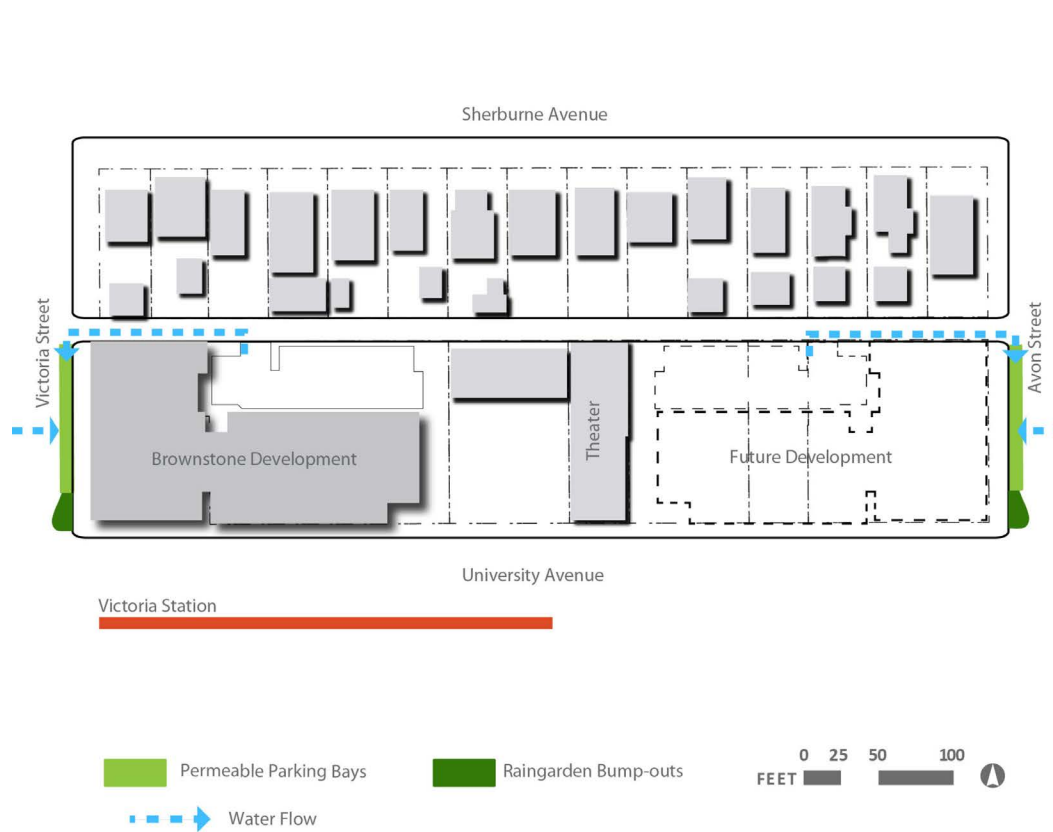 Sherburne Avenue
Victoria Street
Avon Street
Brownstone Development
Theater
Future Development
University Avenue
Victoria Station
0 25 50 100
FEET
Permeable Parking Bays
Raingarden Bump-outs
Water Flow